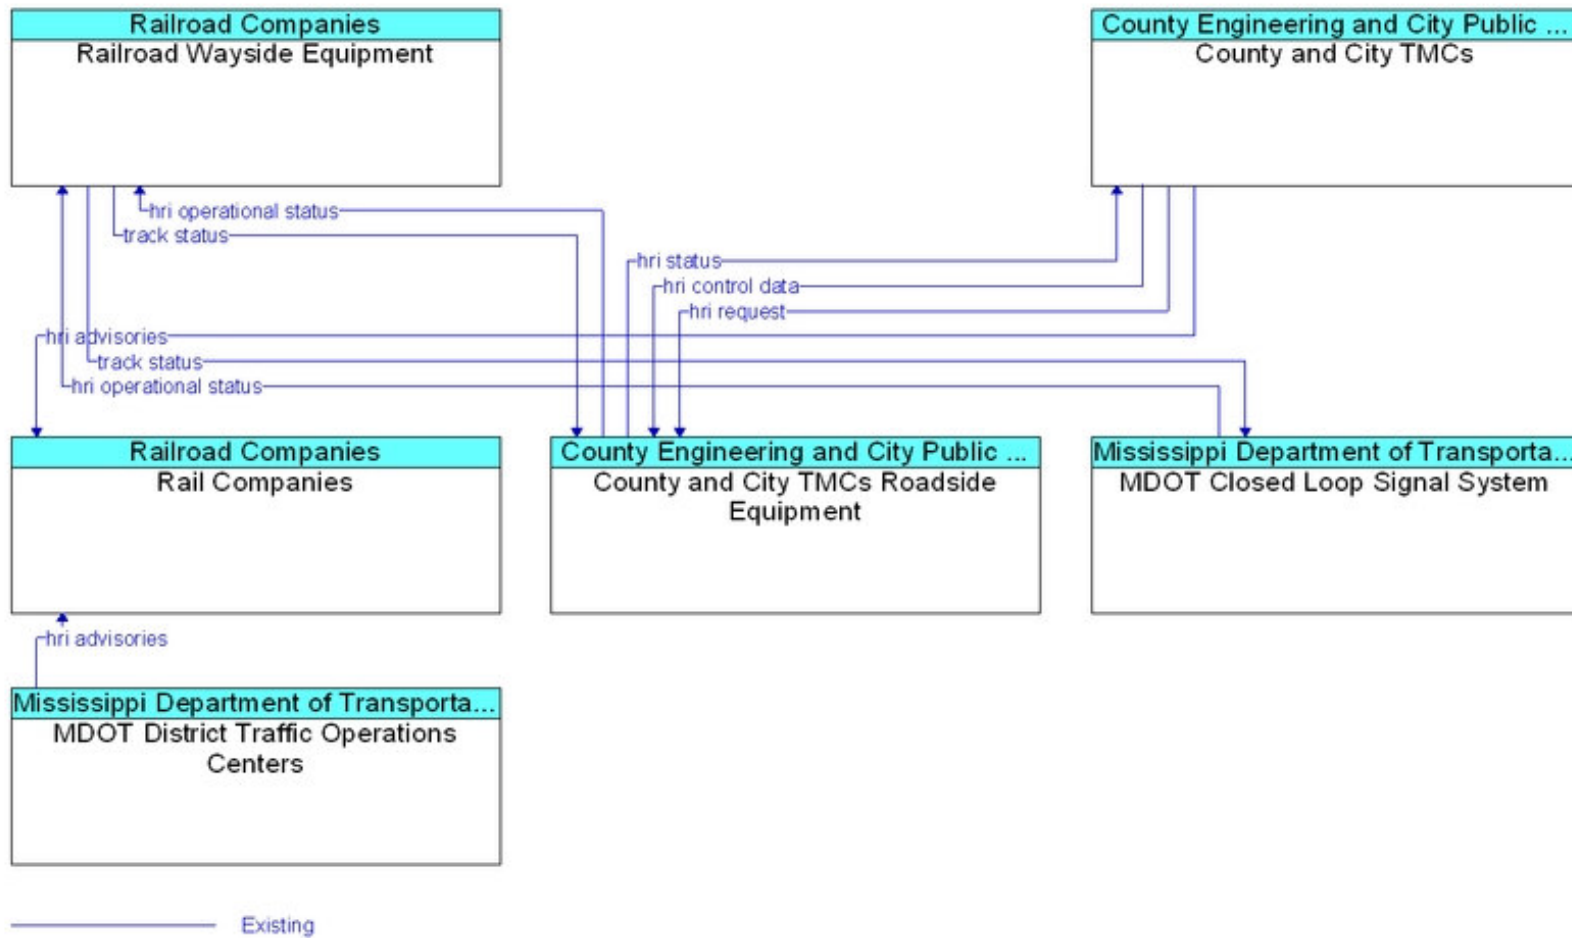 Railroad Companies
Railroad Wayside Equipment
County Engineering and City Public ...
County and City TMCs
hri operational status
track status
hri status
hri control data
hri request
hri advisories
track status
hri operational status
Railroad Companies
Rail Companies
County Engineering and City Public ...
County and City TMCs Roadside
Equipment
Mississippi Department of Transporta...
MDOT Closed Loop Signal System
hri advisories
Mississippi Department of Transporta...
MDOT District Traffic Operations
Centers
Existing